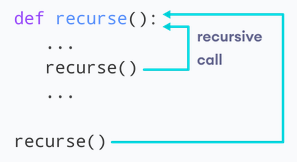 def recurse():
...
recurse()
...
recurse()
recursive
call